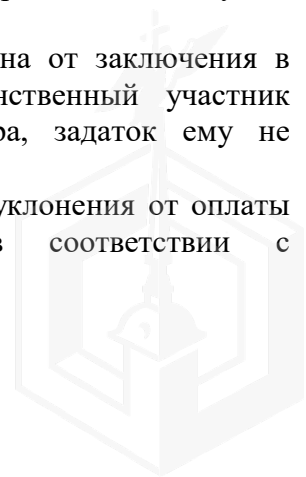 на от заключения в
нственный участник
ра, задаток ему не
уклонения от оплаты
в соответствии с